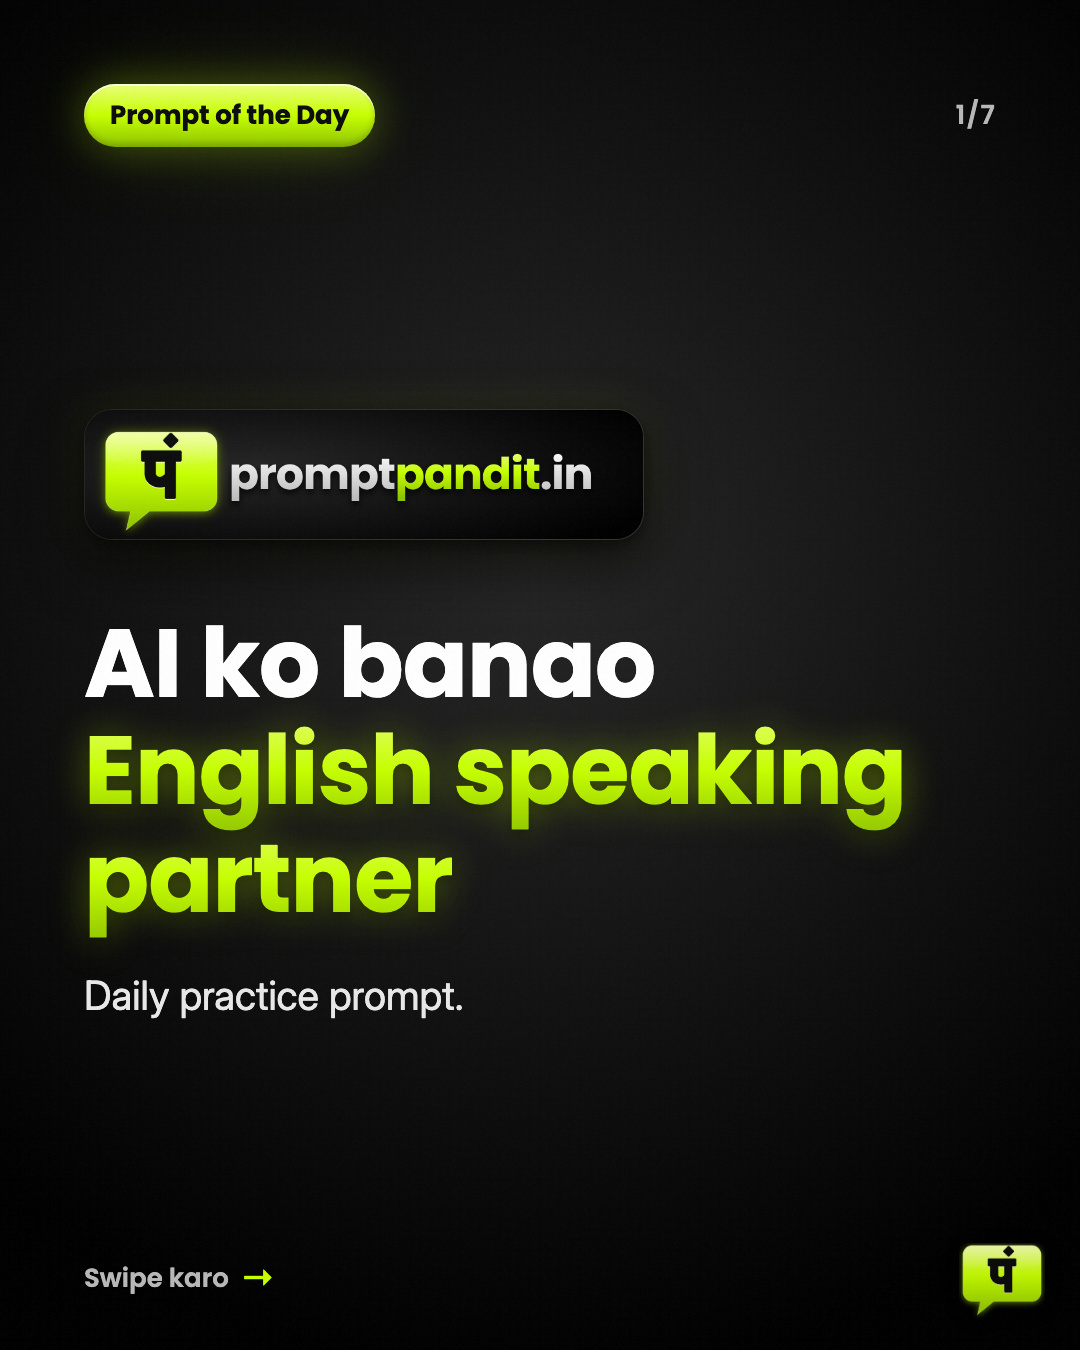 Prompt of the Day
1/7
पं
promptpandit.in
AI ko banao
English speaking
partner
Daily practice prompt.
Swipe karo →
पं